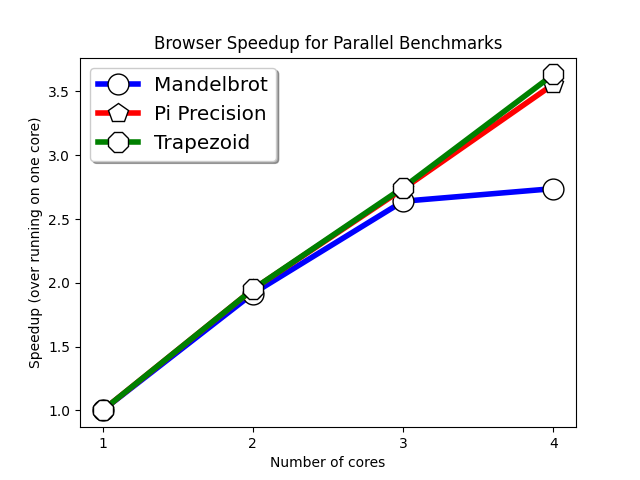 Browser Speedup for Parallel Benchmarks
Mandelbrot
Pi Precision
Trapezoid
Speedup (over running on one core)
3.5
3.0
2.5
2.0
1.5
1.0
1 2 3 4
Number of cores